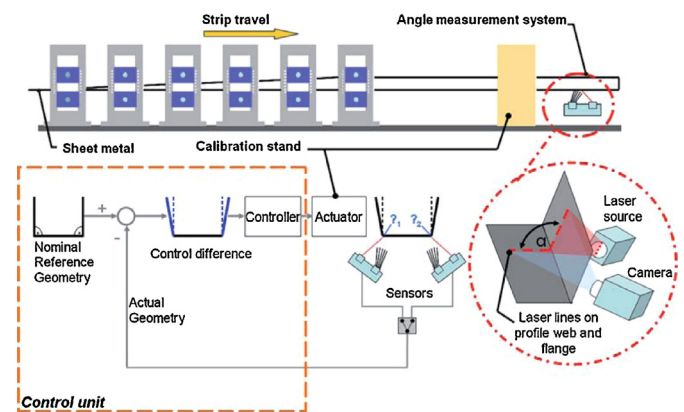 Strip travel
Angle measurement system
Sheet metal
Calibration stand
Nominal
Reference
Geometry
+
-
Control difference
Controller
Actuator
?1 ?2
Sensors
Actual
Geometry
Control unit
Laser
source
α
Camera
Laser lines on
profile web and
flange